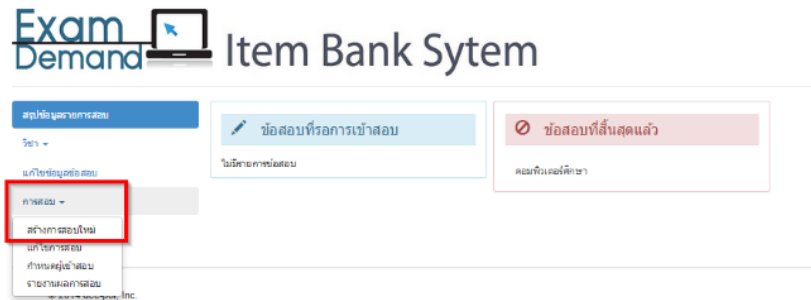 Exam
Demand
Item Bank Sytem
สรุปข้อมูลรายการสอบ
วิชา
แก้ไขข้อมูลข้อสอบ
การสอบ
สร้างการสอบใหม่
แก้ไขการสอบ
กำหนดผู้เข้าสอบ
รายงานผลการสอบ
ข้อสอบที่รอการเข้าสอบ
ไม่มีรายการข้อสอบ
ข้อสอบที่สิ้นสุดแล้ว
คอมพิวเตอร์ศึกษา
© 2014 Inc.